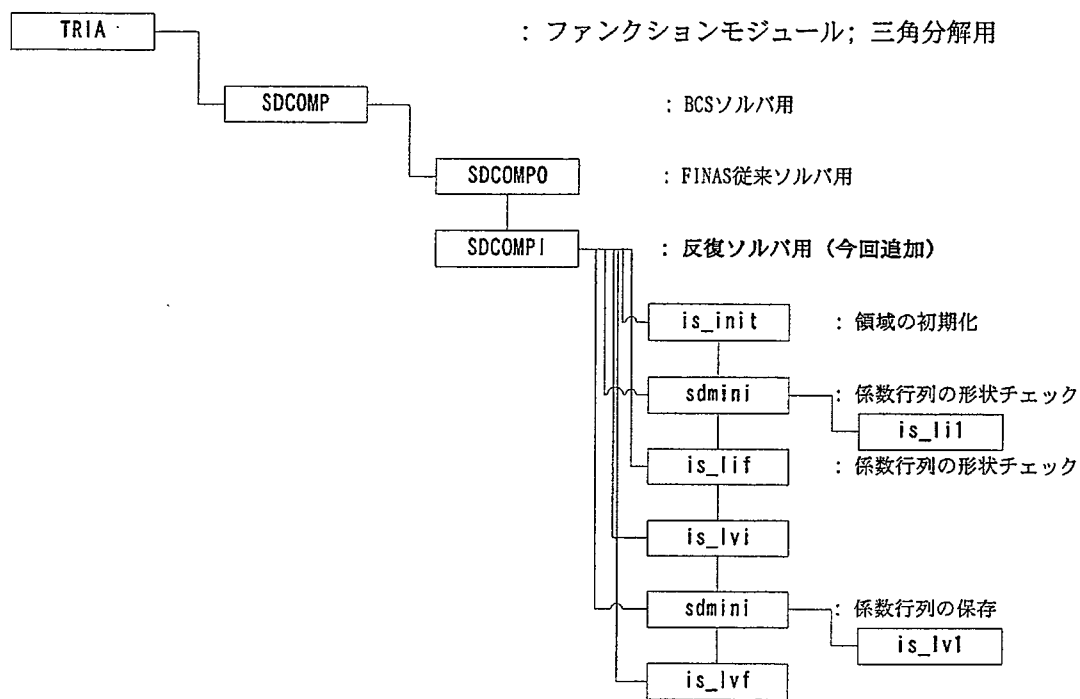 TRIA
: ファンクションモジュール; 三角分解用
SDCOMP
: BCSソルバ用
SDCOMPO
: FINAS従来ソルバ用
SDCOMPI
: 反復ソルバ用 (今回追加)
is_init
: 領域の初期化
sdmini
: 係数行列の形状チェック
is_li1
is_lif
: 係数行列の形状チェック
is_lvi
sdmini
: 係数行列の保存
is_lv1
is_lvf